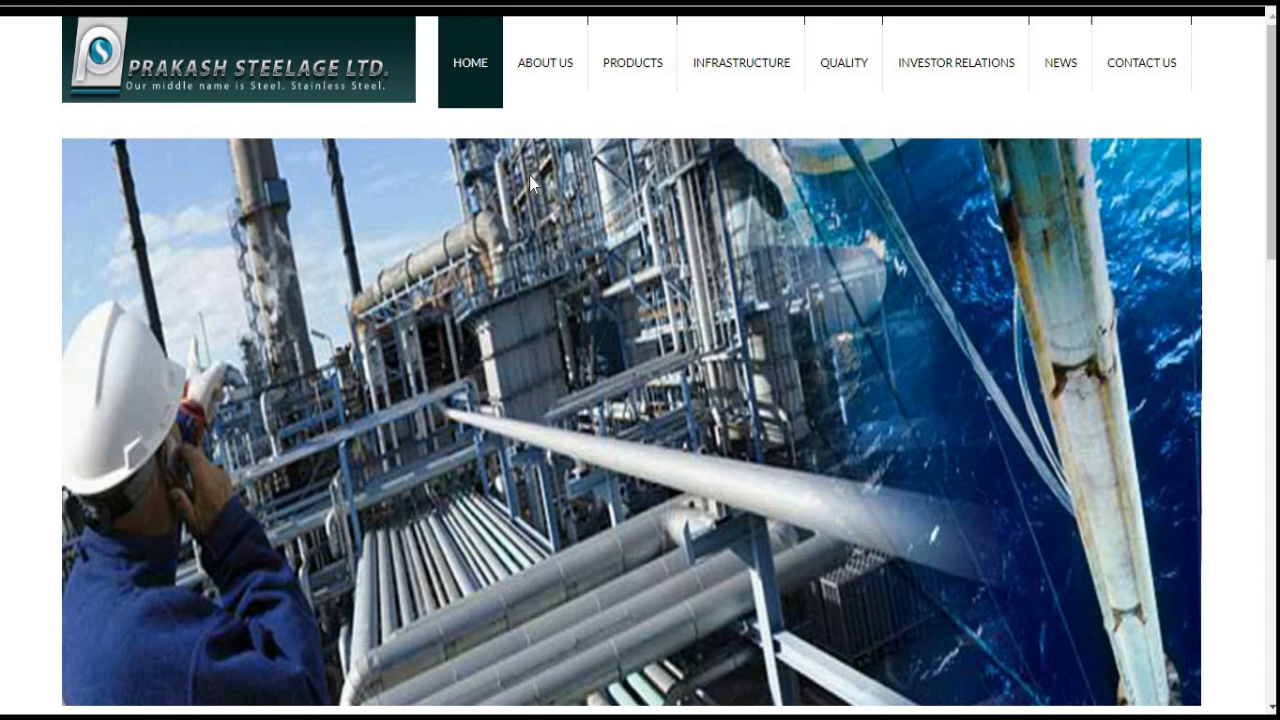 PRAKASH STEELAGE LTD.
Our middle name is Steel. Stainless Steel.
HOME ABOUT US PRODUCTS INFRASTRUCTURE QUALITY INVESTOR RELATIONS NEWS CONTACT US